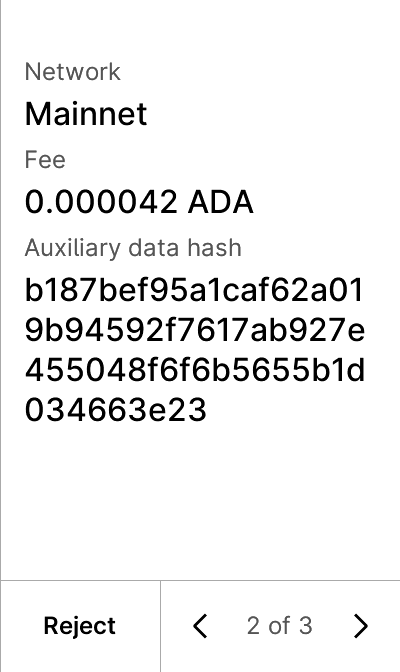 Network
Mainnet
Fee
0.000042 ADA
Auxiliary data hash
b187bef95a1caf62a01
9b94592f7617ab927e
455048f6f6b5655b1d
034663e23
Reject
2 of 3